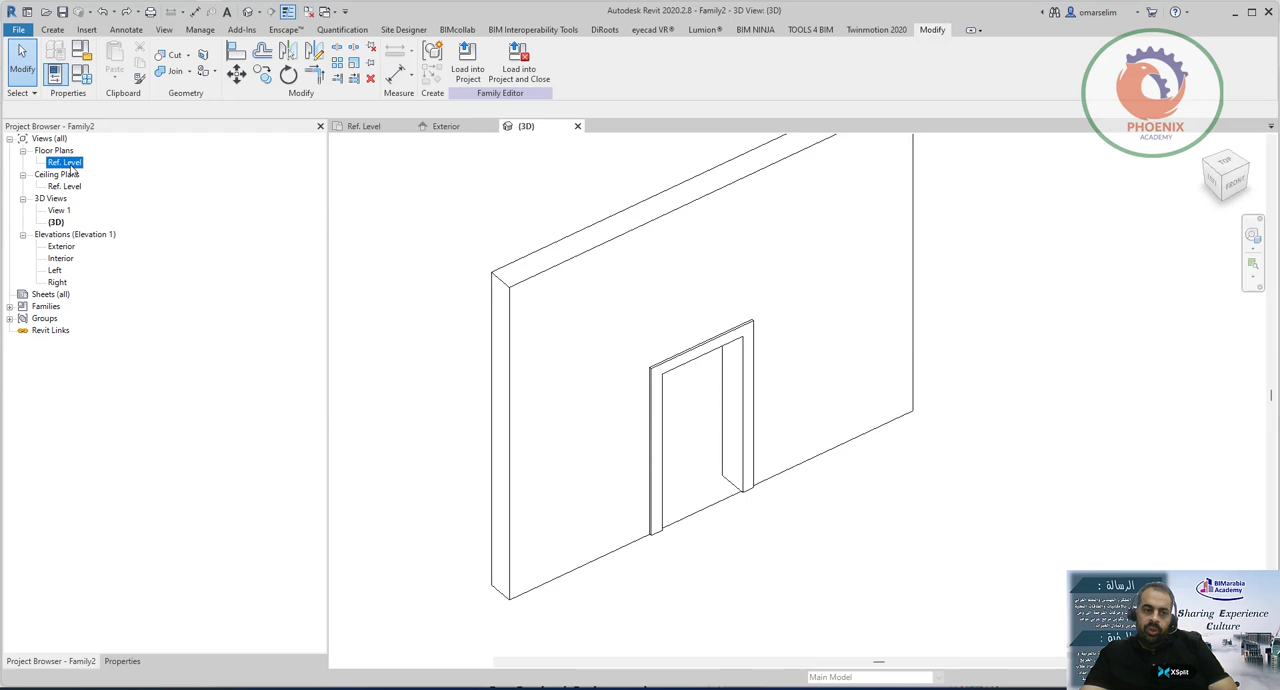 Autodesk Revit 2020.2.8 - Family2 - 3D View: {3D}
omarselim
File
Create
Insert
Annotate
View
Manage
Add-Ins
Enscape™
Quantification
Site Designer
BIMcollab
BIM Interoperability Tools
DiRoots
eyecad VR®
Lumion®
BIM NINJA
TOOLS 4 BIM
Twinmotion 2020
Modify
Modify
Paste
Cut
Join
Load into
Project
Load into
Project and Close
Select
Properties
Clipboard
Geometry
Modify
Measure
Create
Family Editor
PHOENIX
ACADEMY
Project Browser - Family2
Ref. Level
Exterior
{3D}
Views (all)
Floor Plans
Ref. Level
Ceiling Plans
Ref. Level
3D Views
View 1
{3D}
Elevations (Elevation 1)
Exterior
Interior
Left
Right
Sheets (all)
Families
Groups
Revit Links
TOP
FRONT
الرسالة :
BIMarabia
Academy
Sharing Experience
Culture
XSplit
Project Browser - Family2
Properties
Main Model